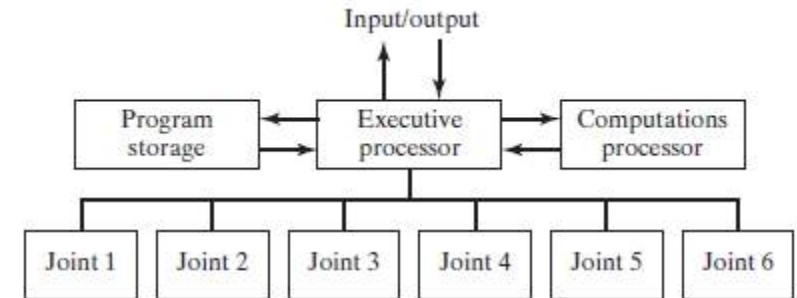 Input/output
Program
storage
Executive
processor
Computations
processor
Joint 1
Joint 2
Joint 3
Joint 4
Joint 5
Joint 6